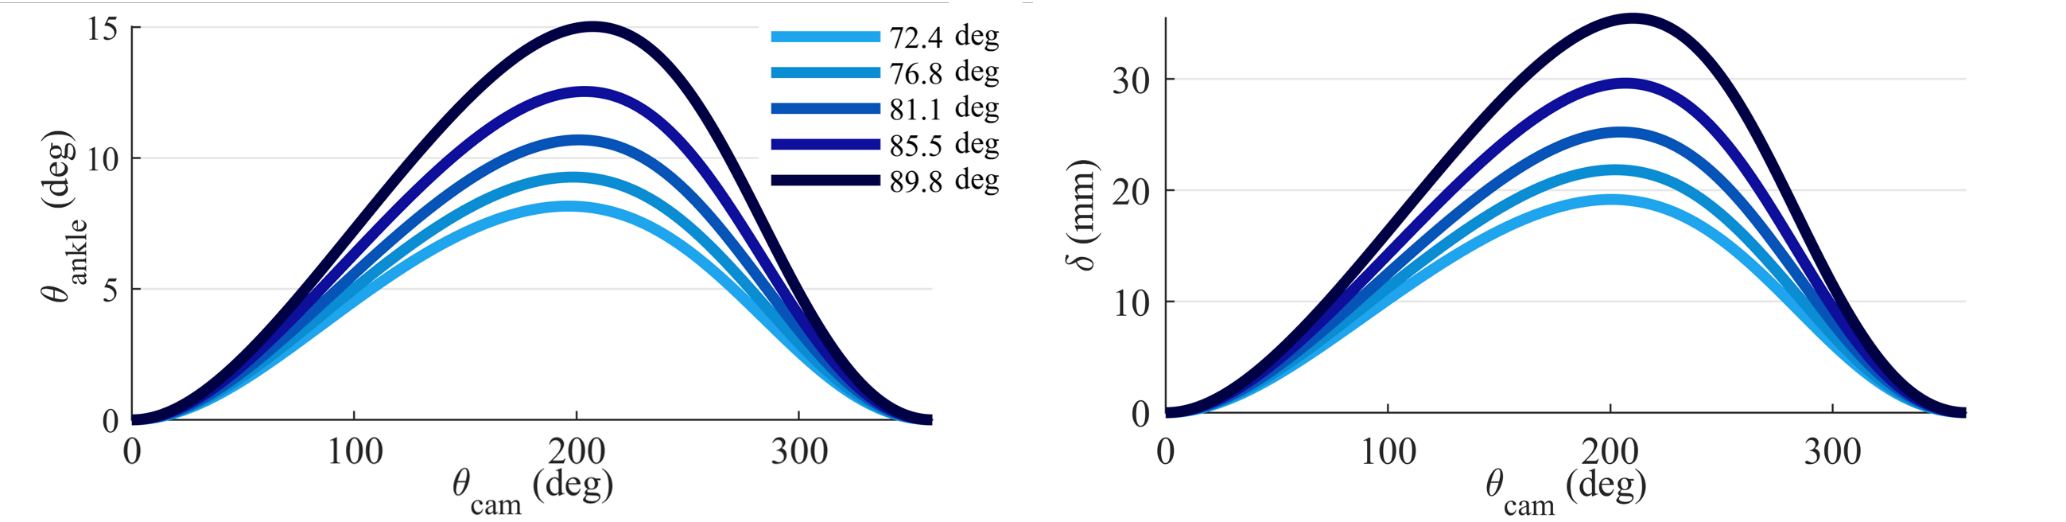 15
10
5
0
θankle (deg)
0 100 200 300
θcam (deg)
72.4 deg
76.8 deg
81.1 deg
85.5 deg
89.8 deg
30
20
10
0
δ (mm)
0 100 200 300
θcam (deg)